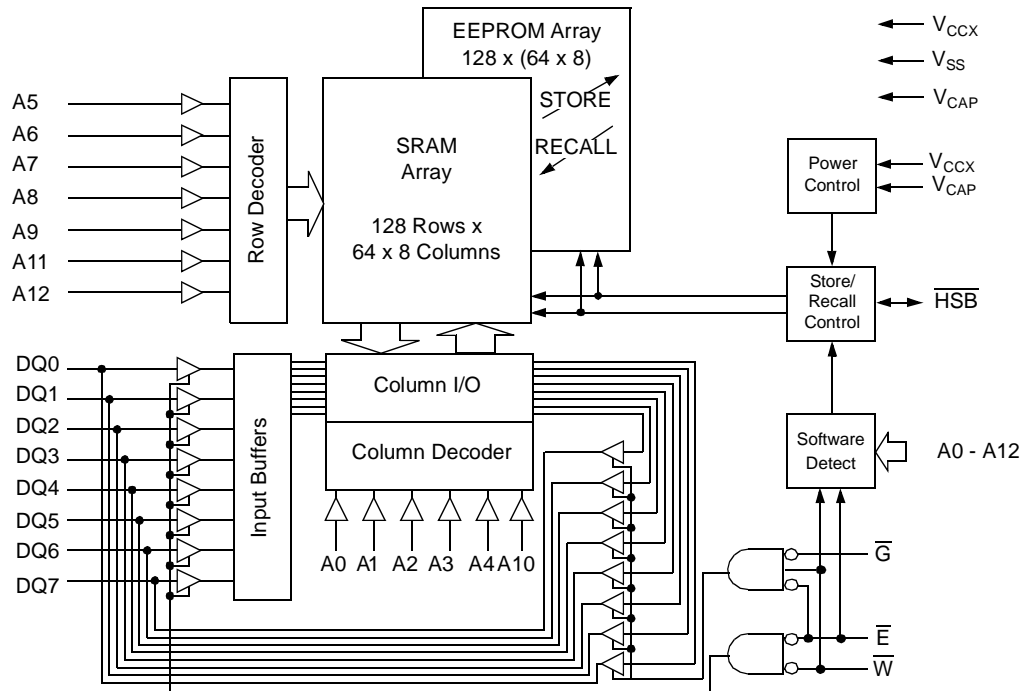 EEPROM Array
128 x (64 x 8)
STORE
RECALL
SRAM
Array
128 Rows x
64 x 8 Columns
A5
A6
A7
A8
A9
A11
A12
Row Decoder
VCCX
VSS
VCAP
Power
Control
VCCX
VCAP
Store/
Recall
Control
H̅S̅B̅
DQ0
DQ1
DQ2
DQ3
DQ4
DQ5
DQ6
DQ7
Input Buffers
Column I/O
Column Decoder
A0 A1 A2 A3 A4 A10
Software
Detect
A0 - A12
G̅
E̅
W̅